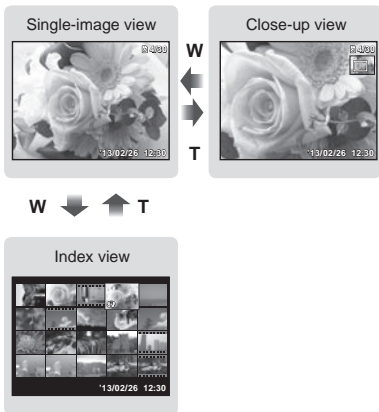 Single-image view
Close-up view
4/30
W
4/30
'13/02/26 12:30
T
'13/02/26 12:30
W
T
Index view
'13/02/26 12:30